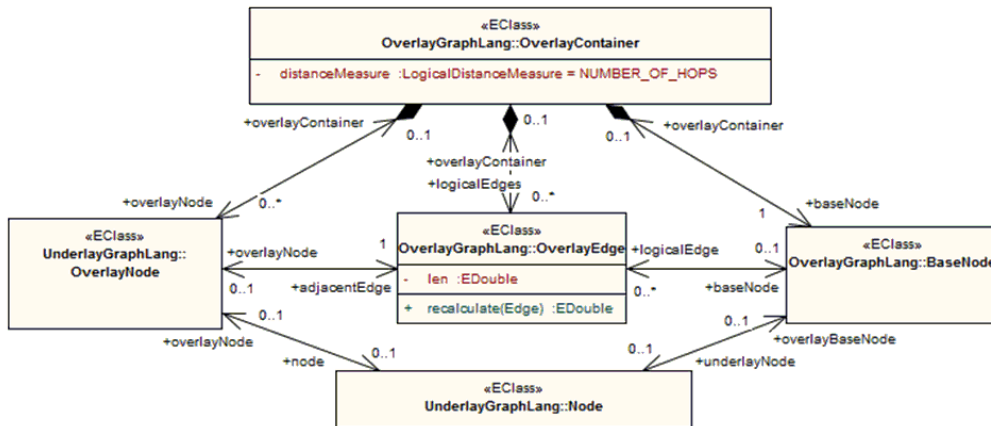 «EClass»
OverlayGraphLang::OverlayContainer
- distanceMeasure :LogicalDistanceMeasure = NUMBER_OF_HOPS
+overlayContainer
0..1
0..1
+overlayContainer
0..1
+overlayContainer
+logicalEdges
+overlayNode
0..*
0..*
1
+baseNode
«EClass»
UnderlayGraphLang::
OverlayNode
+overlayNode
1
0..1
+adjacentEdge
«EClass»
OverlayGraphLang::OverlayEdge
- len :EDouble
+ recalculate(Edge) :EDouble
+logicalEdge
0..1
0..*
+baseNode
«EClass»
OverlayGraphLang::BaseNode
0..1
+overlayNode
+node
0..1
0..1
+overlayBaseNode
0..1
+underlayNode
«EClass»
UnderlayGraphLang::Node